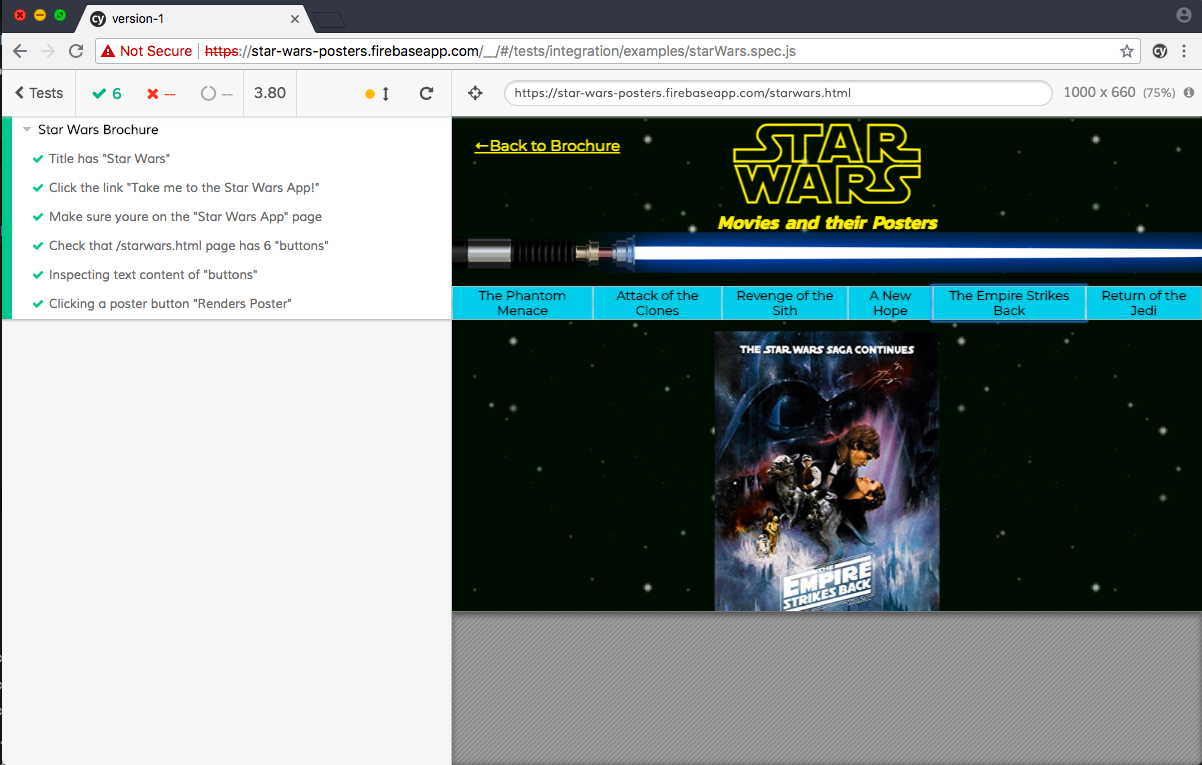 cy version-1
Not Secure https://star-wars-posters.firebaseapp.com/__/#/tests/integration/examples/starWars.spec.js cy
Tests 6 -- -- 3.80 https://star-wars-posters.firebaseapp.com/starwars.html 1000 x 660 (75%)
Star Wars Brochure
Title has "Star Wars"
Click the link "Take me to the Star Wars App!"
Make sure youre on the "Star Wars App" page
Check that /starwars.html page has 6 "buttons"
Inspecting text content of "buttons"
Clicking a poster button "Renders Poster"
←Back to Brochure
STAR
WARS
Movies and their Posters
The Phantom Menace
Attack of the Clones
Revenge of the Sith
A New Hope
The Empire Strikes Back
Return of the Jedi
THE STAR WARS SAGA CONTINUES
THE
EMPIRE
STRIKES BACK